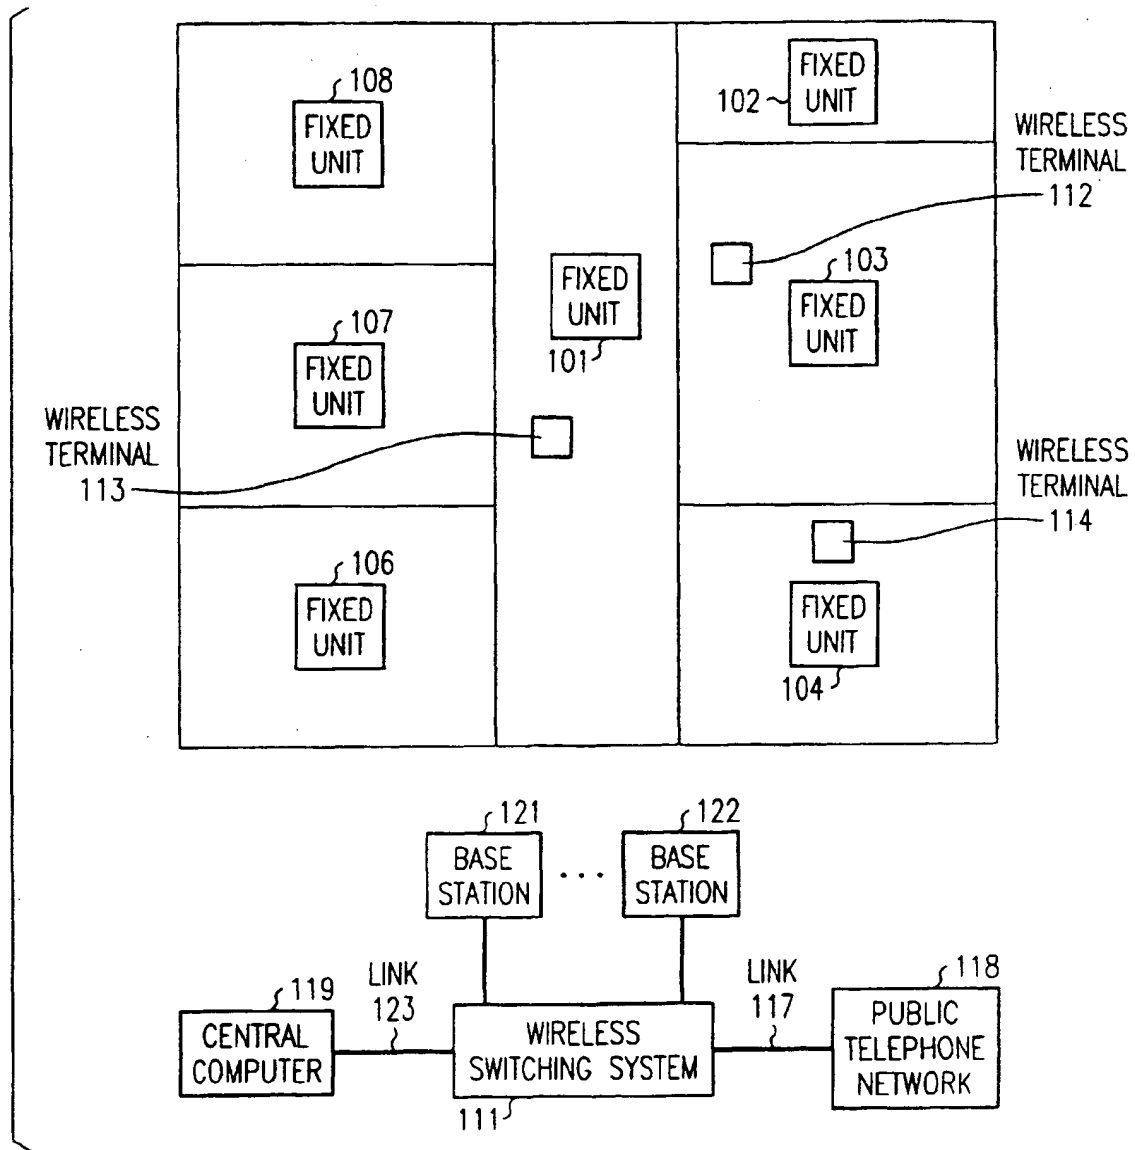 108
FIXED
UNIT
FIXED
UNIT
102
WIRELESS
TERMINAL
112
FIXED
UNIT
101
103
FIXED
UNIT
107
FIXED
UNIT
WIRELESS
TERMINAL
113
WIRELESS
TERMINAL
114
106
FIXED
UNIT
FIXED
UNIT
104
121
BASE
STATION
...
122
BASE
STATION
119
CENTRAL
COMPUTER
LINK
123
WIRELESS
SWITCHING SYSTEM
111
LINK
117
118
PUBLIC
TELEPHONE
NETWORK